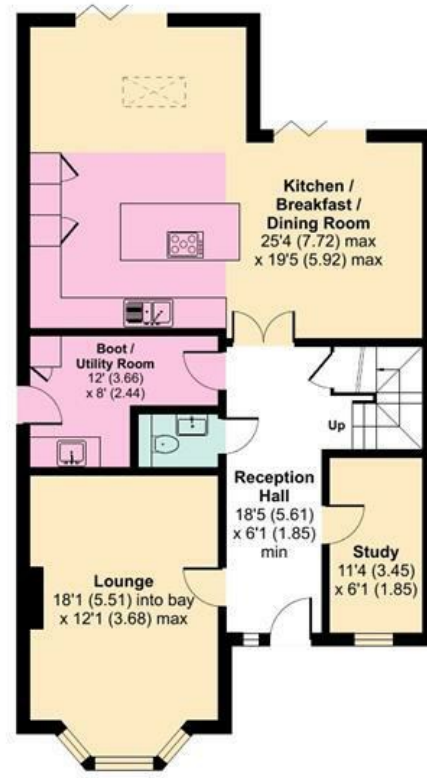 Kitchen /
Breakfast /
Dining Room
25'4 (7.72) max
x 19'5 (5.92) max
Boot /
Utility Room
12' (3.66)
x 8' (2.44)
Up
Reception
Hall
18'5 (5.61)
x 6'1 (1.85)
min
Study
11'4 (3.45)
x 6'1 (1.85)
Lounge
18'1 (5.51) into bay
x 12'1 (3.68) max